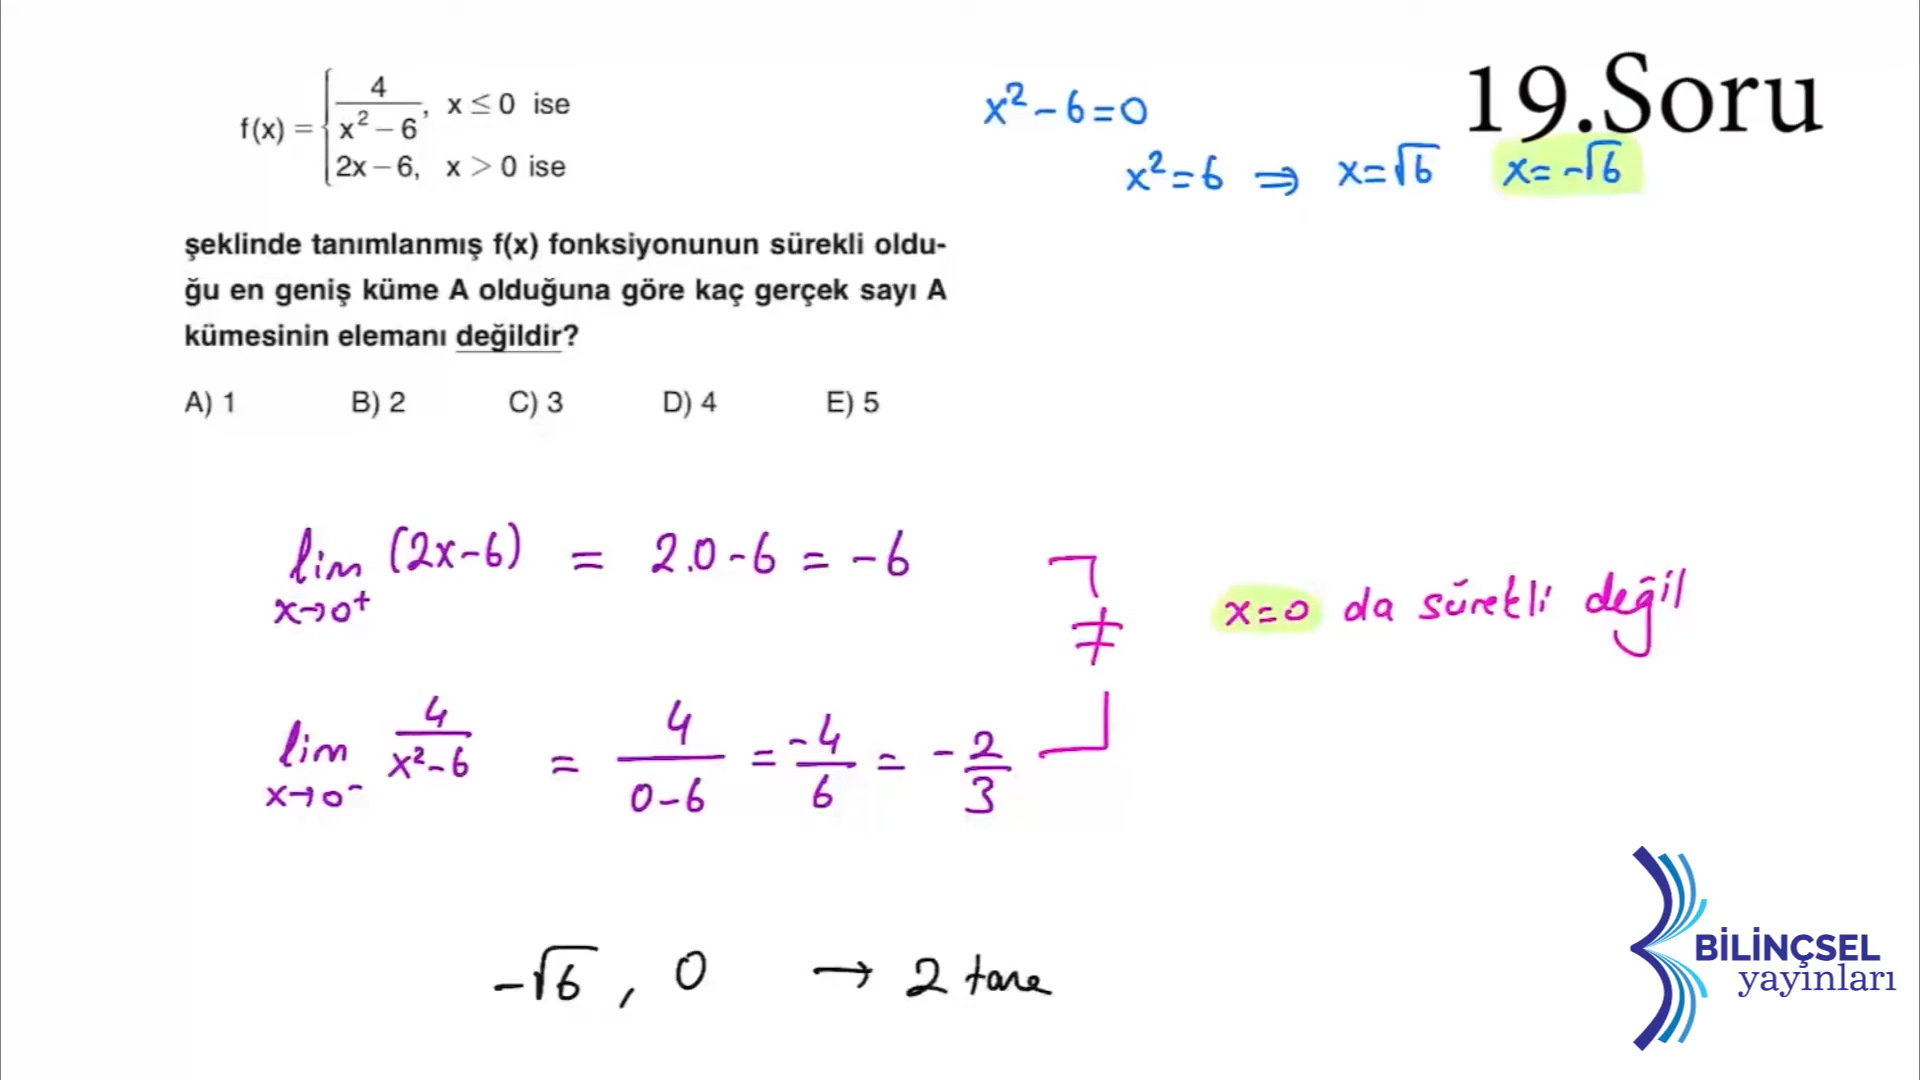 19.Soru
f(x) = { 4 / (x² – 6), x ≤ 0 ise
2x – 6, x > 0 ise
şeklinde tanımlanmış f(x) fonksiyonunun sürekli oldu-
ğu en geniş küme A olduğuna göre kaç gerçek sayı A
kümesinin elemanı değildir?
A) 1 B) 2 C) 3 D) 4 E) 5
x² – 6 = 0
x² = 6 ⇒ x = √6 x = -√6
lim x→0⁺ (2x-6) = 2.0 - 6 = -6
≠
x=0 da sürekli değil
lim x→0⁻ 4/(x²-6) = 4/(0-6) = -4/6 = -2/3
-√6 , 0 → 2 tane
BİLİNÇSEL
yayınları